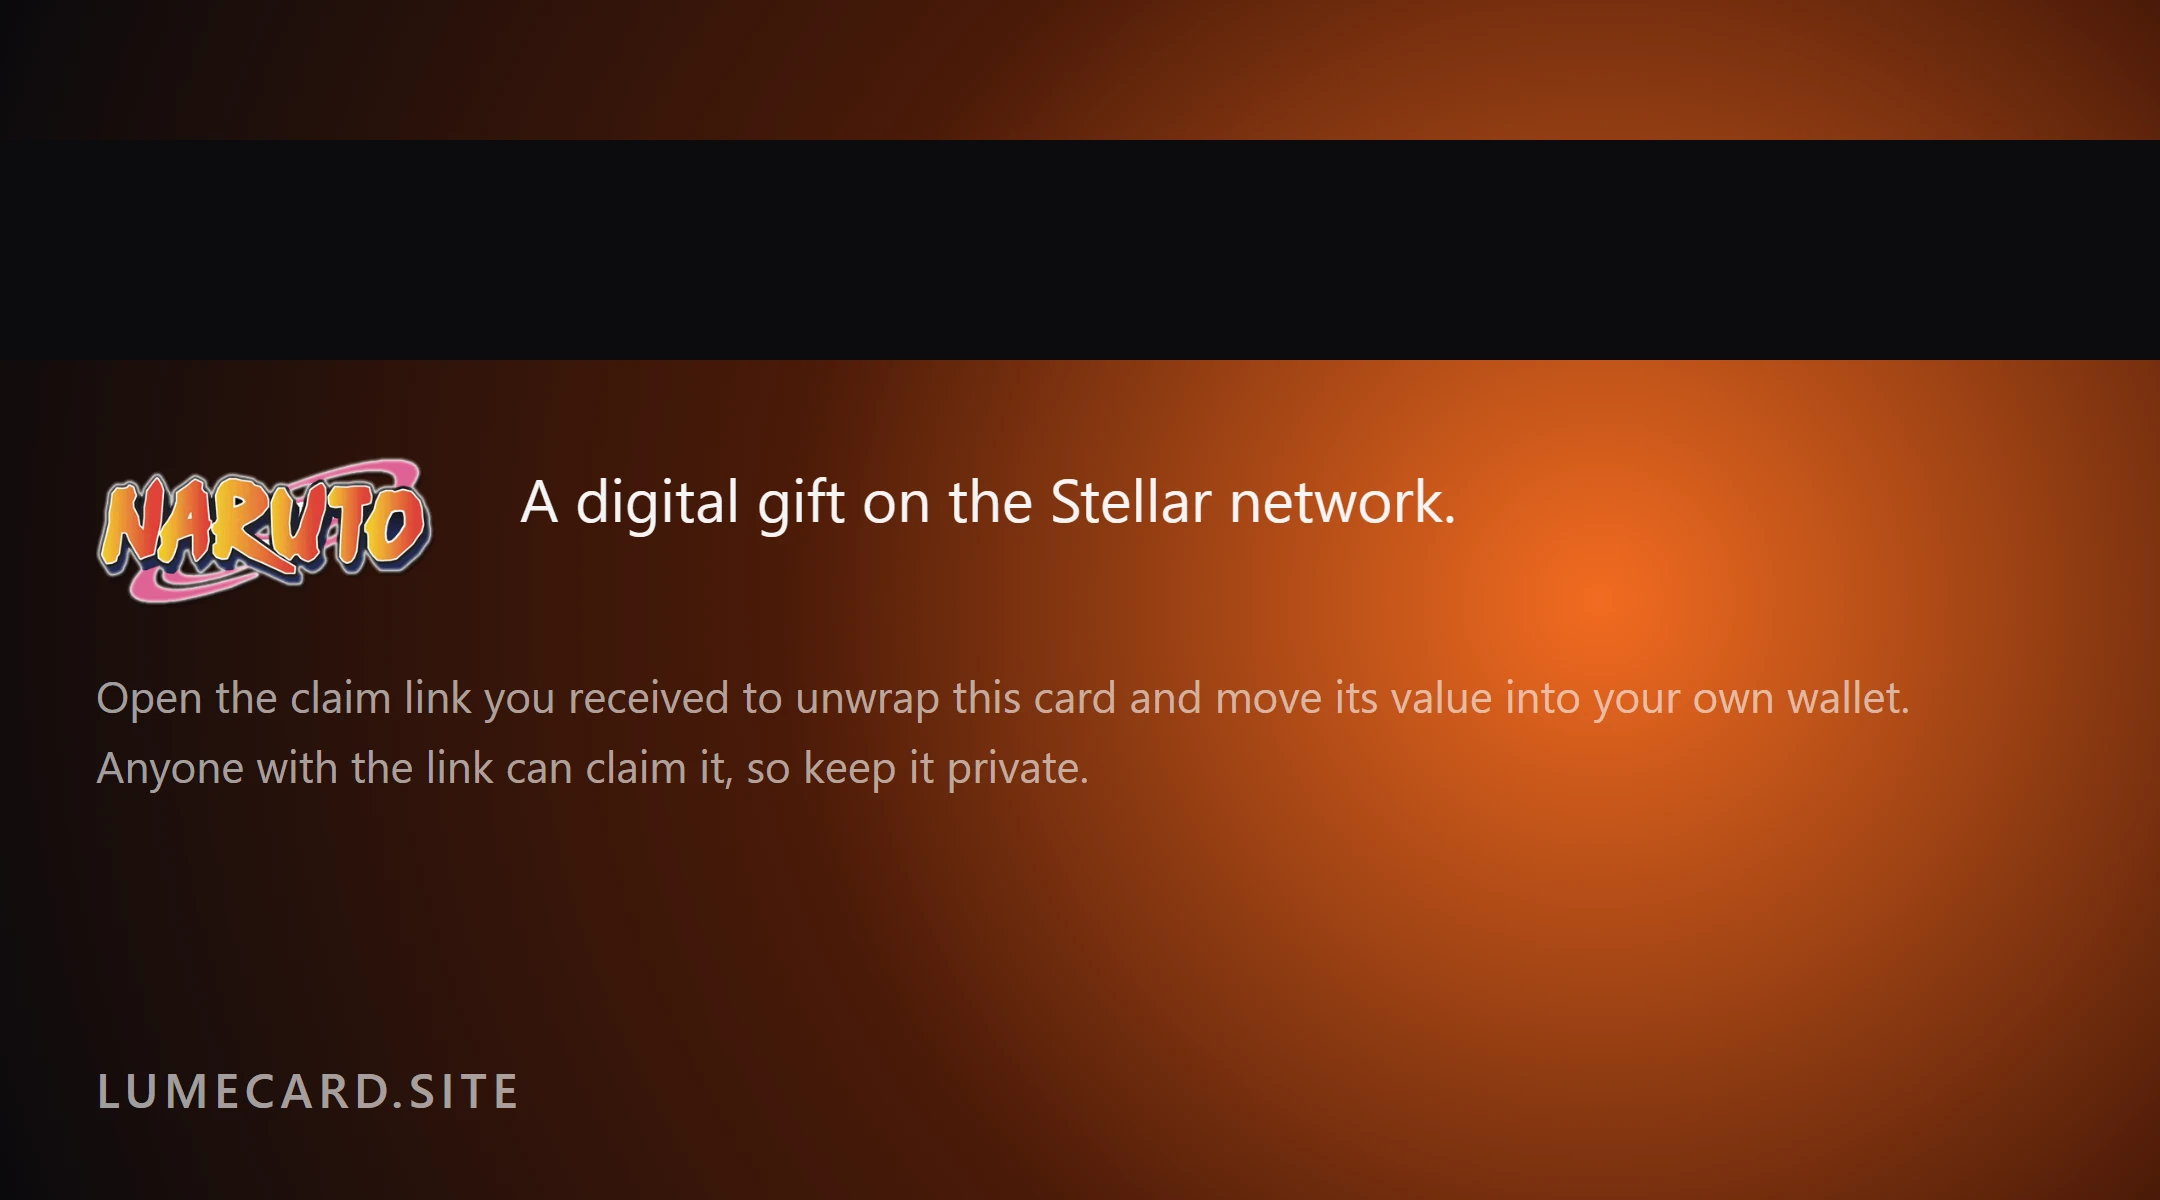 NARUTO
A digital gift on the Stellar network.
Open the claim link you received to unwrap this card and move its value into your own wallet.
Anyone with the link can claim it, so keep it private.
LUMECARD.SITE